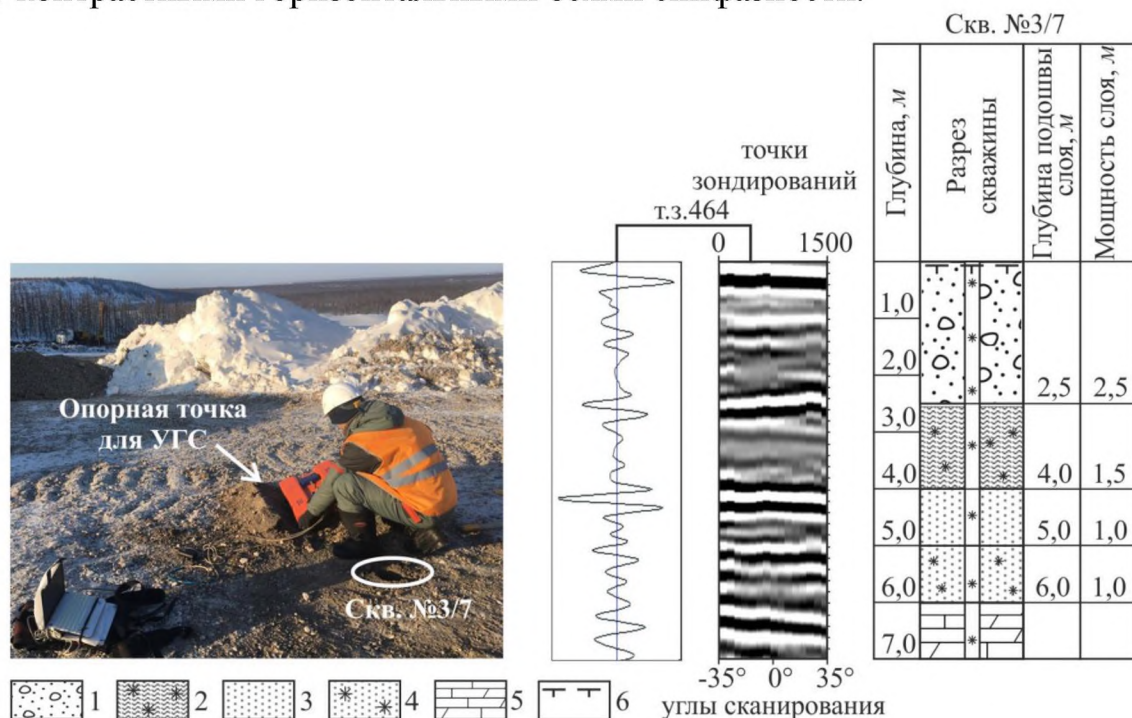 Скв. №3/7
Глубина, м
Разрез скважины
Глубина подошвы слоя, м
Мощность слоя, м
точки
зондирований
т.з.464
0 1500
1,0
2,0
2,5 2,5
3,0
4,0 4,0 1,5
5,0 5,0 1,0
6,0 6,0 1,0
7,0
Опорная точка
для УГС
Скв. №3/7
-35° 0° 35°
углы сканирования
1 2 3 4 5 6